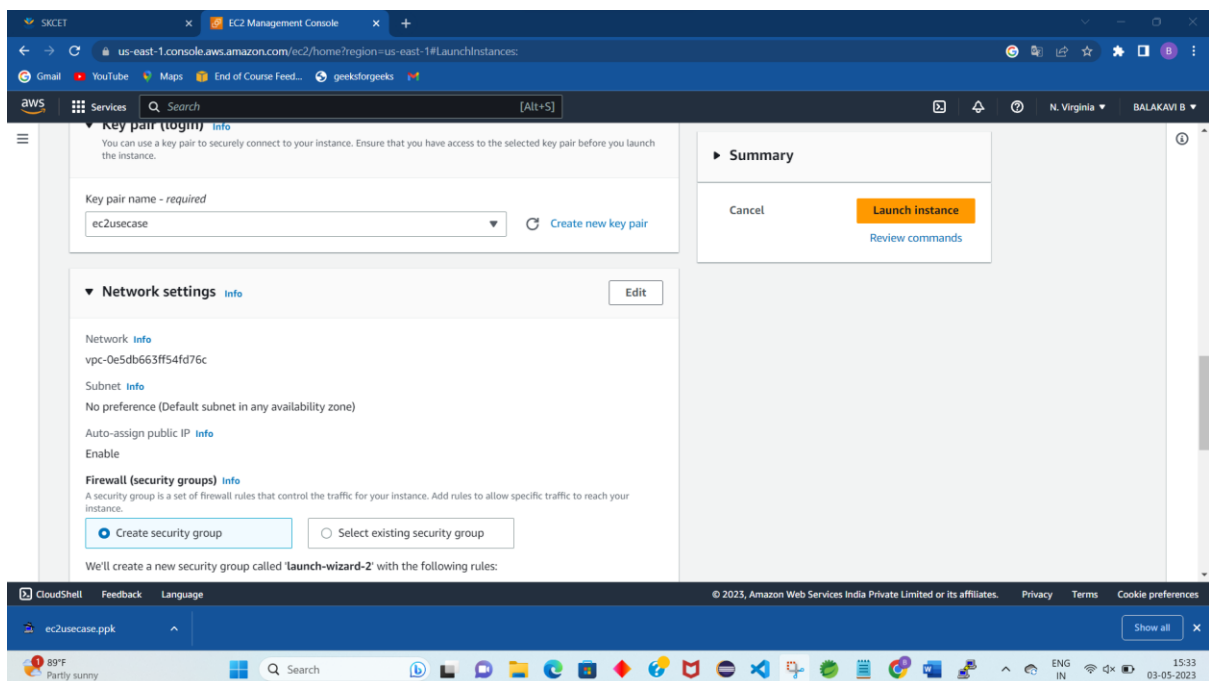 SKCET
EC2 Management Console
us-east-1.console.aws.amazon.com/ec2/home?region=us-east-1#LaunchInstances:
B
Gmail YouTube Maps End of Course Feed... geeksforgeeks
aws Services Search [Alt+S] N. Virginia ▼ BALAKAVI B ▼
Key pair (login) Info
You can use a key pair to securely connect to your instance. Ensure that you have access to the selected key pair before you launch
the instance.
Key pair name - required
ec2usecase
Create new key pair
Network settings Info
Edit
Network Info
vpc-0e5db663ff54fd76c
Subnet Info
No preference (Default subnet in any availability zone)
Auto-assign public IP Info
Enable
Firewall (security groups) Info
A security group is a set of firewall rules that control the traffic for your instance. Add rules to allow specific traffic to reach your
instance.
Create security group
Select existing security group
We'll create a new security group called 'launch-wizard-2' with the following rules:
Summary
Cancel
Launch instance
Review commands
CloudShell Feedback Language © 2023, Amazon Web Services India Private Limited or its affiliates. Privacy Terms Cookie preferences
ec2usecase.ppk
Show all
1
89°F
Partly sunny
Search
ENG
IN
15:33
03-05-2023